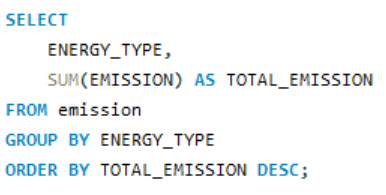 SELECT
ENERGY_TYPE,
SUM(EMISSION) AS TOTAL_EMISSION
FROM emission
GROUP BY ENERGY_TYPE
ORDER BY TOTAL_EMISSION DESC;